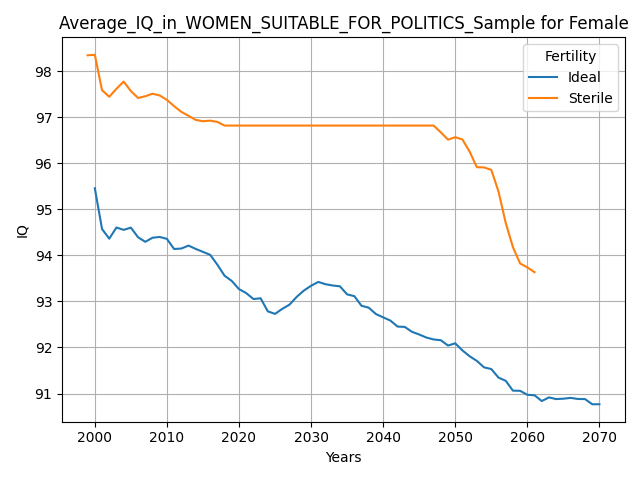 Average_IQ_in_WOMEN_SUITABLE_FOR_POLITICS_Sample for Female
Fertility
Ideal
Sterile
98
97
96
95
94
93
92
91
IQ
2000 2010 2020 2030 2040 2050 2060 2070
Years